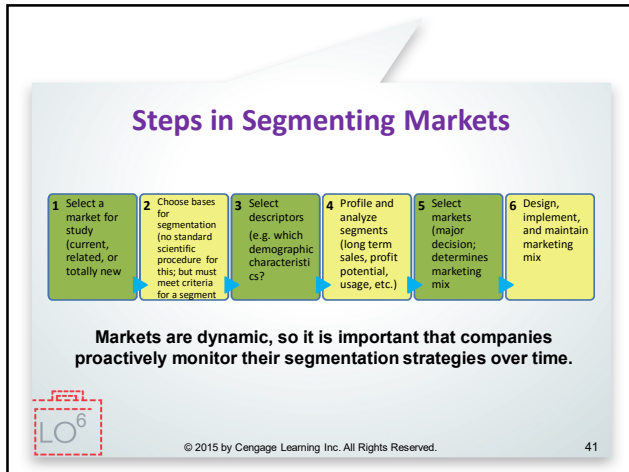 Steps in Segmenting Markets
1 Select a
market for
study
(current,
related, or
totally new
2 Choose bases
for
segmentation
(no standard
scientific
procedure for
this; but must
meet criteria
for a segment
3 Select
descriptors
(e.g. which
demographic
characteristi
cs?
4 Profile and
analyze
segments
(long term
sales, profit
potential,
usage, etc.)
5 Select
markets
(major
decision;
determines
marketing
mix
6 Design,
implement,
and maintain
marketing
mix
Markets are dynamic, so it is important that companies
proactively monitor their segmentation strategies over time.
LO6
© 2015 by Cengage Learning Inc. All Rights Reserved.
41